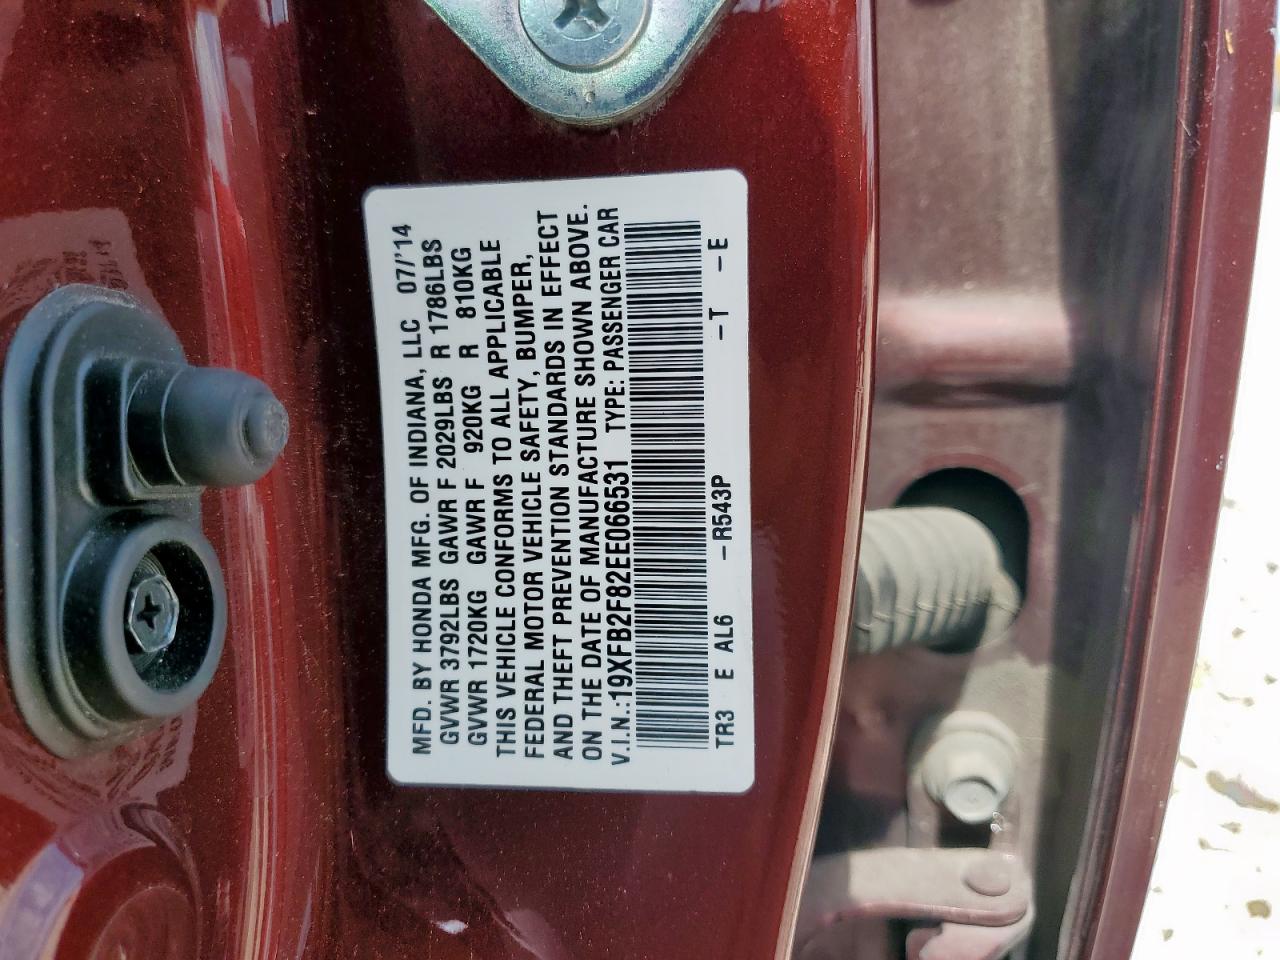 MFD. BY HONDA MFG. OF INDIANA, LLC 07/'14
GVWR 3792LBS GAWR F 2029LBS R 1786LBS
GVWR 1720KG GAWR F 920KG R 810KG
THIS VEHICLE CONFORMS TO ALL APPLICABLE
FEDERAL MOTOR VEHICLE SAFETY, BUMPER,
AND THEFT PREVENTION STANDARDS IN EFFECT
ON THE DATE OF MANUFACTURE SHOWN ABOVE.
V.I.N.:19XFB2F82EE066531 TYPE: PASSENGER CAR
TR3 E AL6 -R543P -T -E